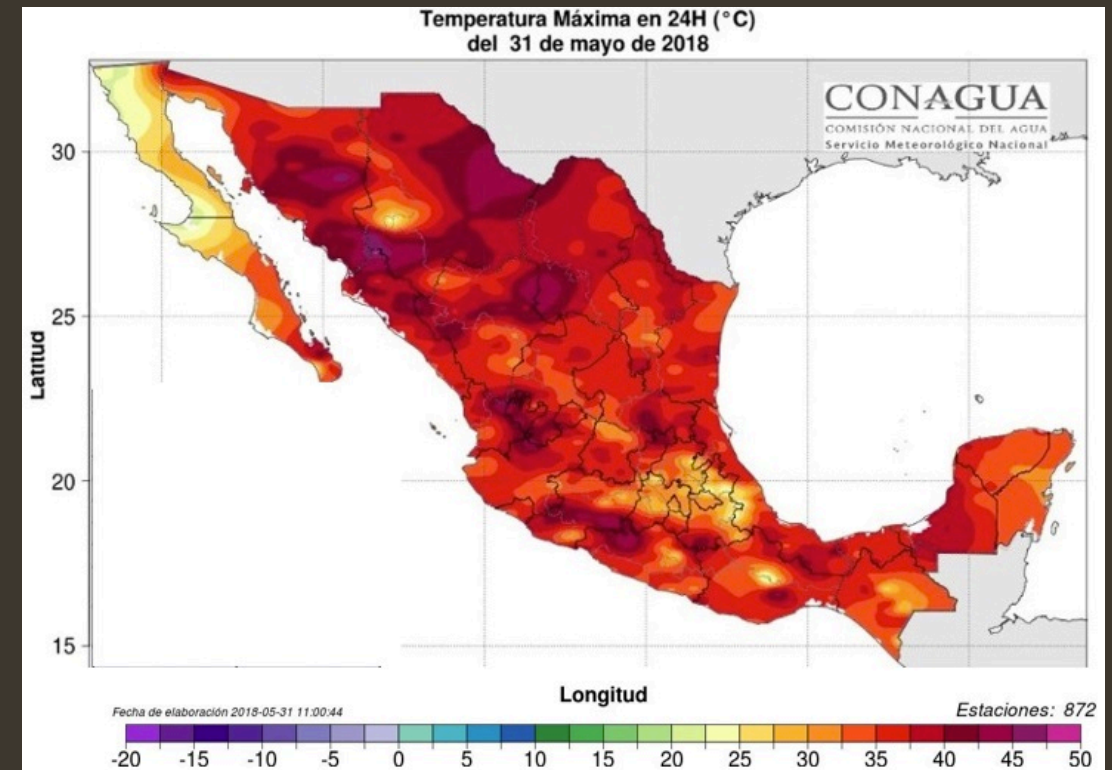 Temperatura Máxima en 24H (°C)
del 31 de mayo de 2018
CONAGUA
COMISIÓN NACIONAL DEL AGUA
Servicio Meteorológico Nacional
30
25
20
15
Latitud
Longitud
Fecha de elaboración 2018-05-31 11:00:44
Estaciones: 872
-20 -15 -10 -5 0 5 10 15 20 25 30 35 40 45 50